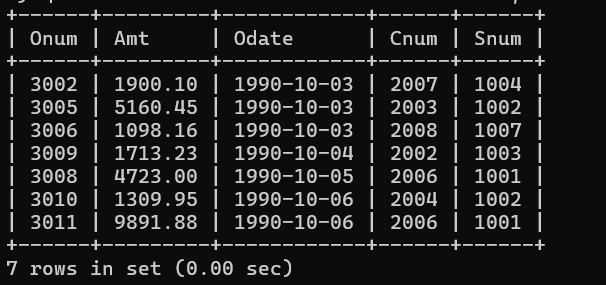 +------+---------+------------+------+------+
| Onum | Amt     | Odate      | Cnum | Snum |
+------+---------+------------+------+------+
| 3002 | 1900.10 | 1990-10-03 | 2007 | 1004 |
| 3005 | 5160.45 | 1990-10-03 | 2003 | 1002 |
| 3006 | 1098.16 | 1990-10-03 | 2008 | 1007 |
| 3009 | 1713.23 | 1990-10-04 | 2002 | 1003 |
| 3008 | 4723.00 | 1990-10-05 | 2006 | 1001 |
| 3010 | 1309.95 | 1990-10-06 | 2004 | 1002 |
| 3011 | 9891.88 | 1990-10-06 | 2006 | 1001 |
+------+---------+------------+------+------+
7 rows in set (0.00 sec)